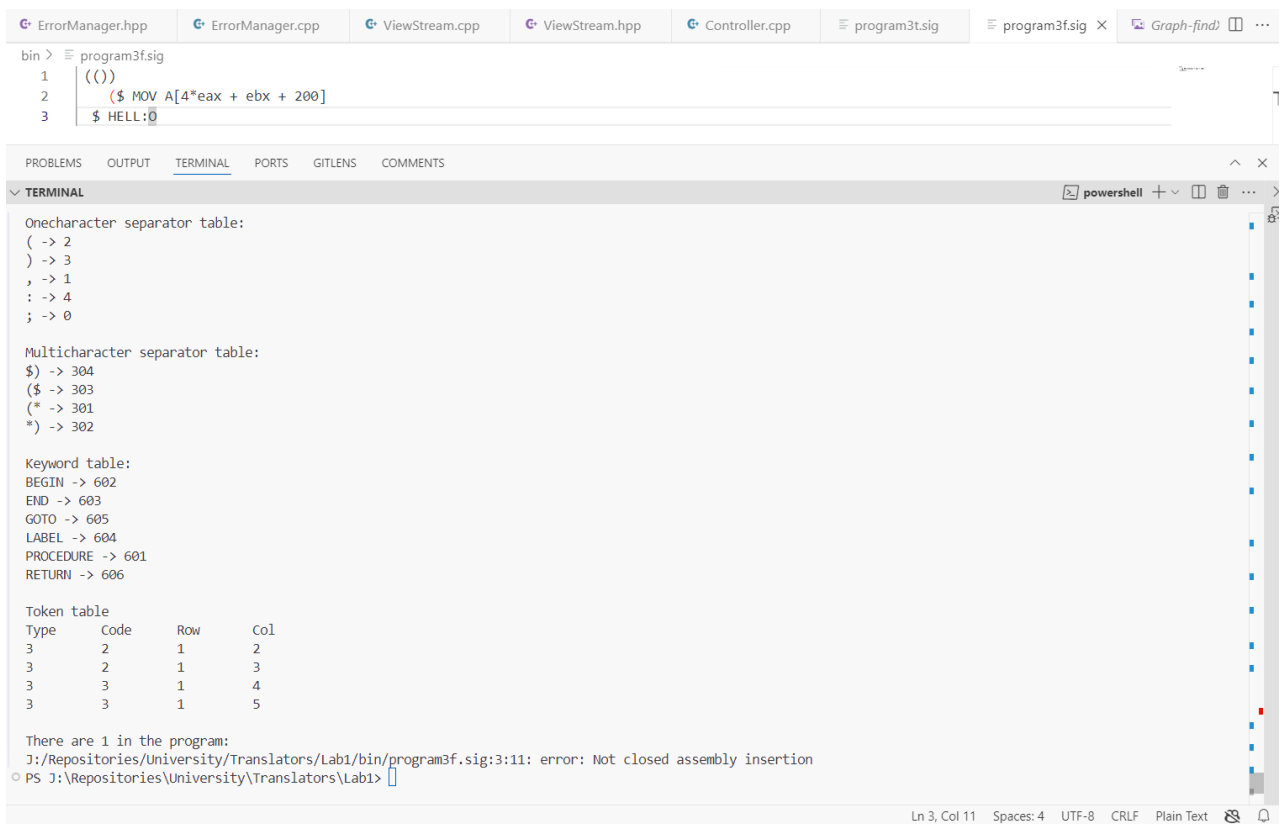 ErrorManager.hpp ErrorManager.cpp ViewStream.cpp ViewStream.hpp Controller.cpp program3t.sig program3f.sig Graph-find
bin > program3f.sig
1 (())
2 ($ MOV A[4*eax + ebx + 200]
3 $ HELL:O
PROBLEMS OUTPUT TERMINAL PORTS GITLENS COMMENTS
TERMINAL powershell
Onecharacter separator table:
( -> 2
) -> 3
, -> 1
: -> 4
; -> 0
Multicharacter separator table:
$) -> 304
($ -> 303
(* -> 301
*) -> 302
Keyword table:
BEGIN -> 602
END -> 603
GOTO -> 605
LABEL -> 604
PROCEDURE -> 601
RETURN -> 606
Token table
Type Code Row Col
3 2 1 2
3 2 1 3
3 3 1 4
3 3 1 5
There are 1 in the program:
J:/Repositories/University/Translators/Lab1/bin/program3f.sig:3:11: error: Not closed assembly insertion
PS J:\Repositories\University\Translators\Lab1>
Ln 3, Col 11 Spaces: 4 UTF-8 CRLF Plain Text